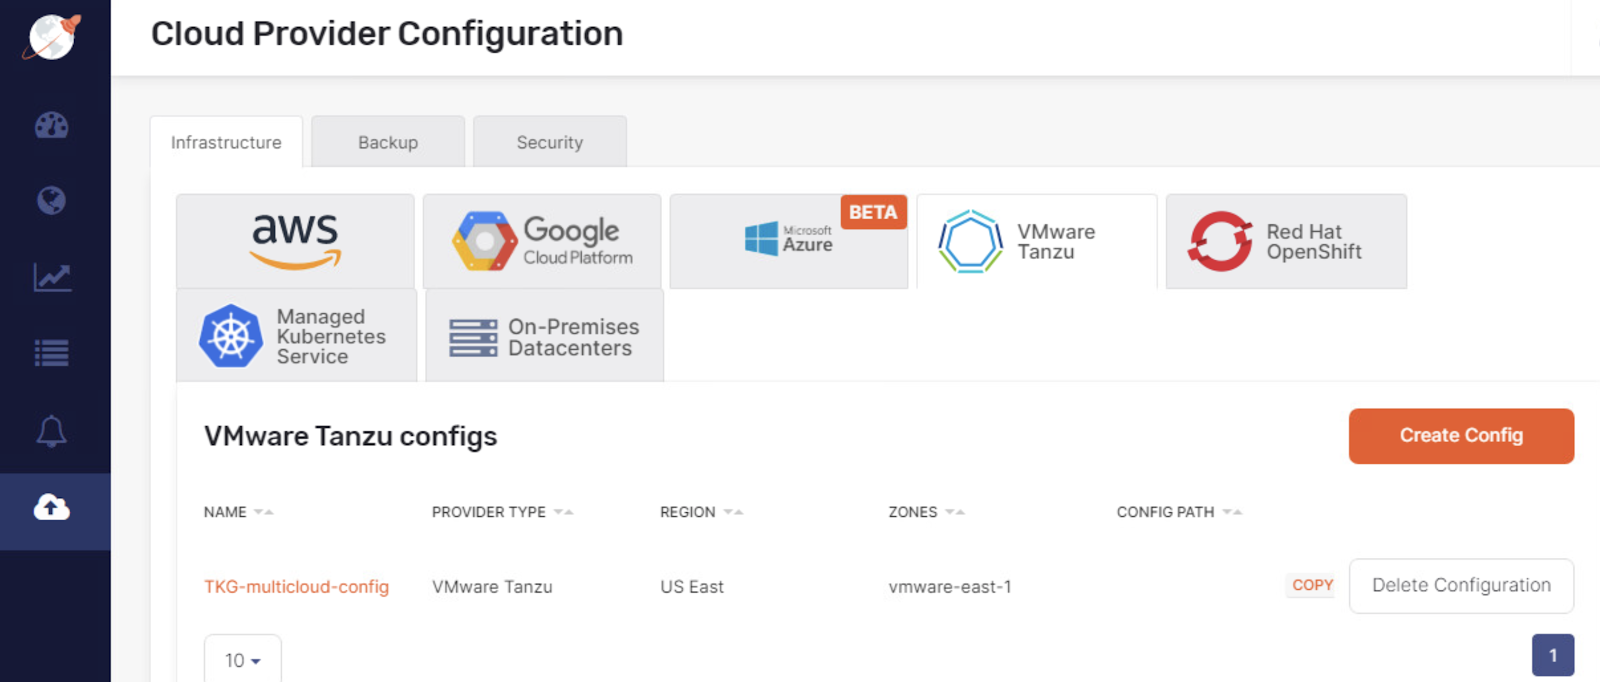 Cloud Provider Configuration
Infrastructure
Backup
Security
aws
Google
Cloud Platform
BETA
Microsoft
Azure
VMware
Tanzu
Red Hat
OpenShift
Managed
Kubernetes
Service
On-Premises
Datacenters
VMware Tanzu configs
Create Config
NAME
PROVIDER TYPE
REGION
ZONES
CONFIG PATH
TKG-multicloud-config
VMware Tanzu
US East
vmware-east-1
COPY
Delete Configuration
10
1